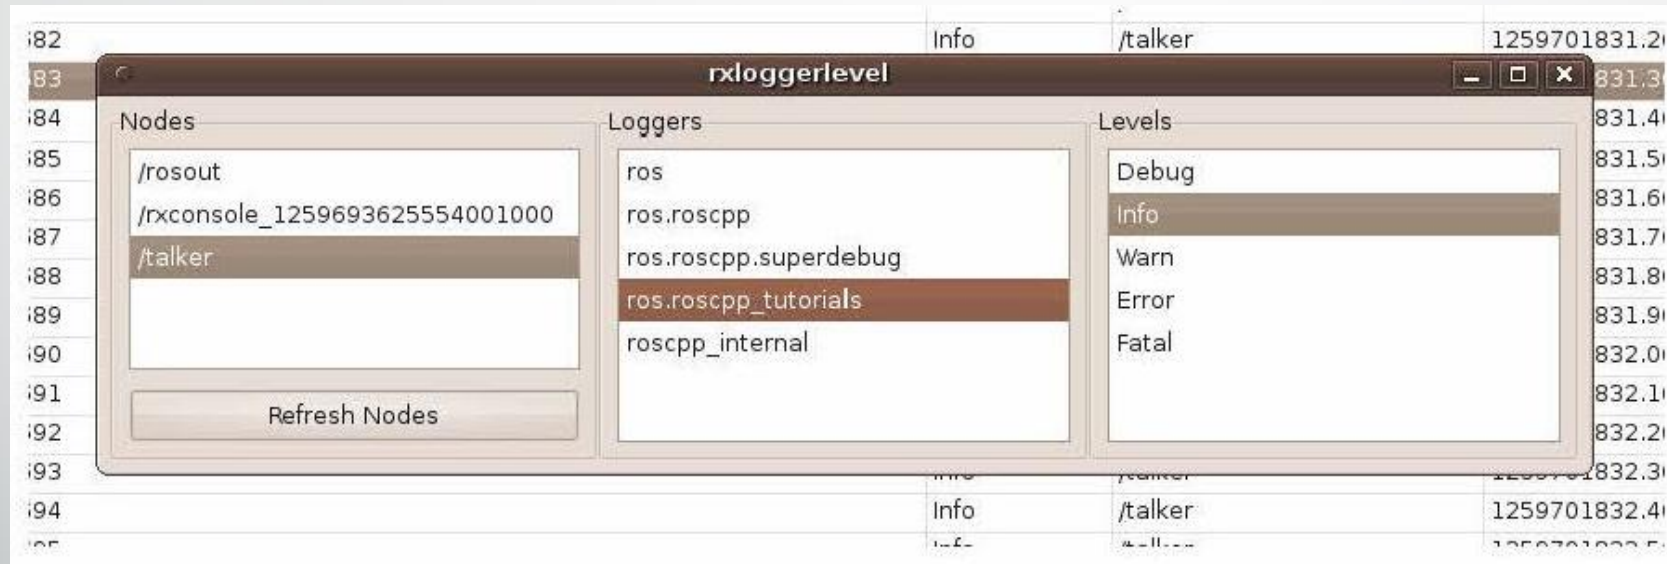 582 Info /talker 1259701831.2
rxloggerlevel
583 831.3
584 831.4
585 831.5
586 831.6
587 831.7
588 831.8
589 831.9
590 832.0
591 832.1
592 832.2
593 832.3
Nodes
/rosout
/rxconsole_1259693625554001000
/talker
Refresh Nodes
Loggers
ros
ros.roscpp
ros.roscpp.superdebug
ros.roscpp_tutorials
roscpp_internal
Levels
Debug
Info
Warn
Error
Fatal
594 Info /talker 1259701832.4